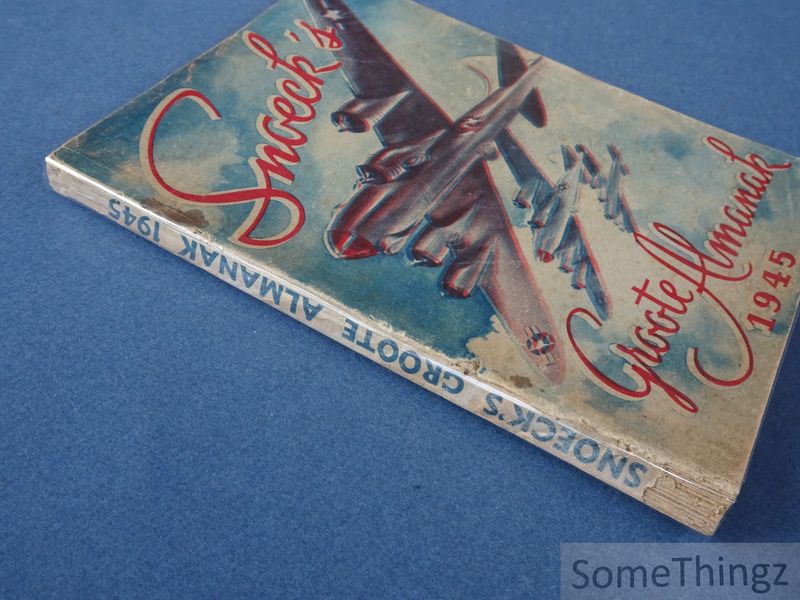 Snoeck's
Groote Almanak
1945
SNOECK'S GROOTE ALMANAK 1945
SomeThingz